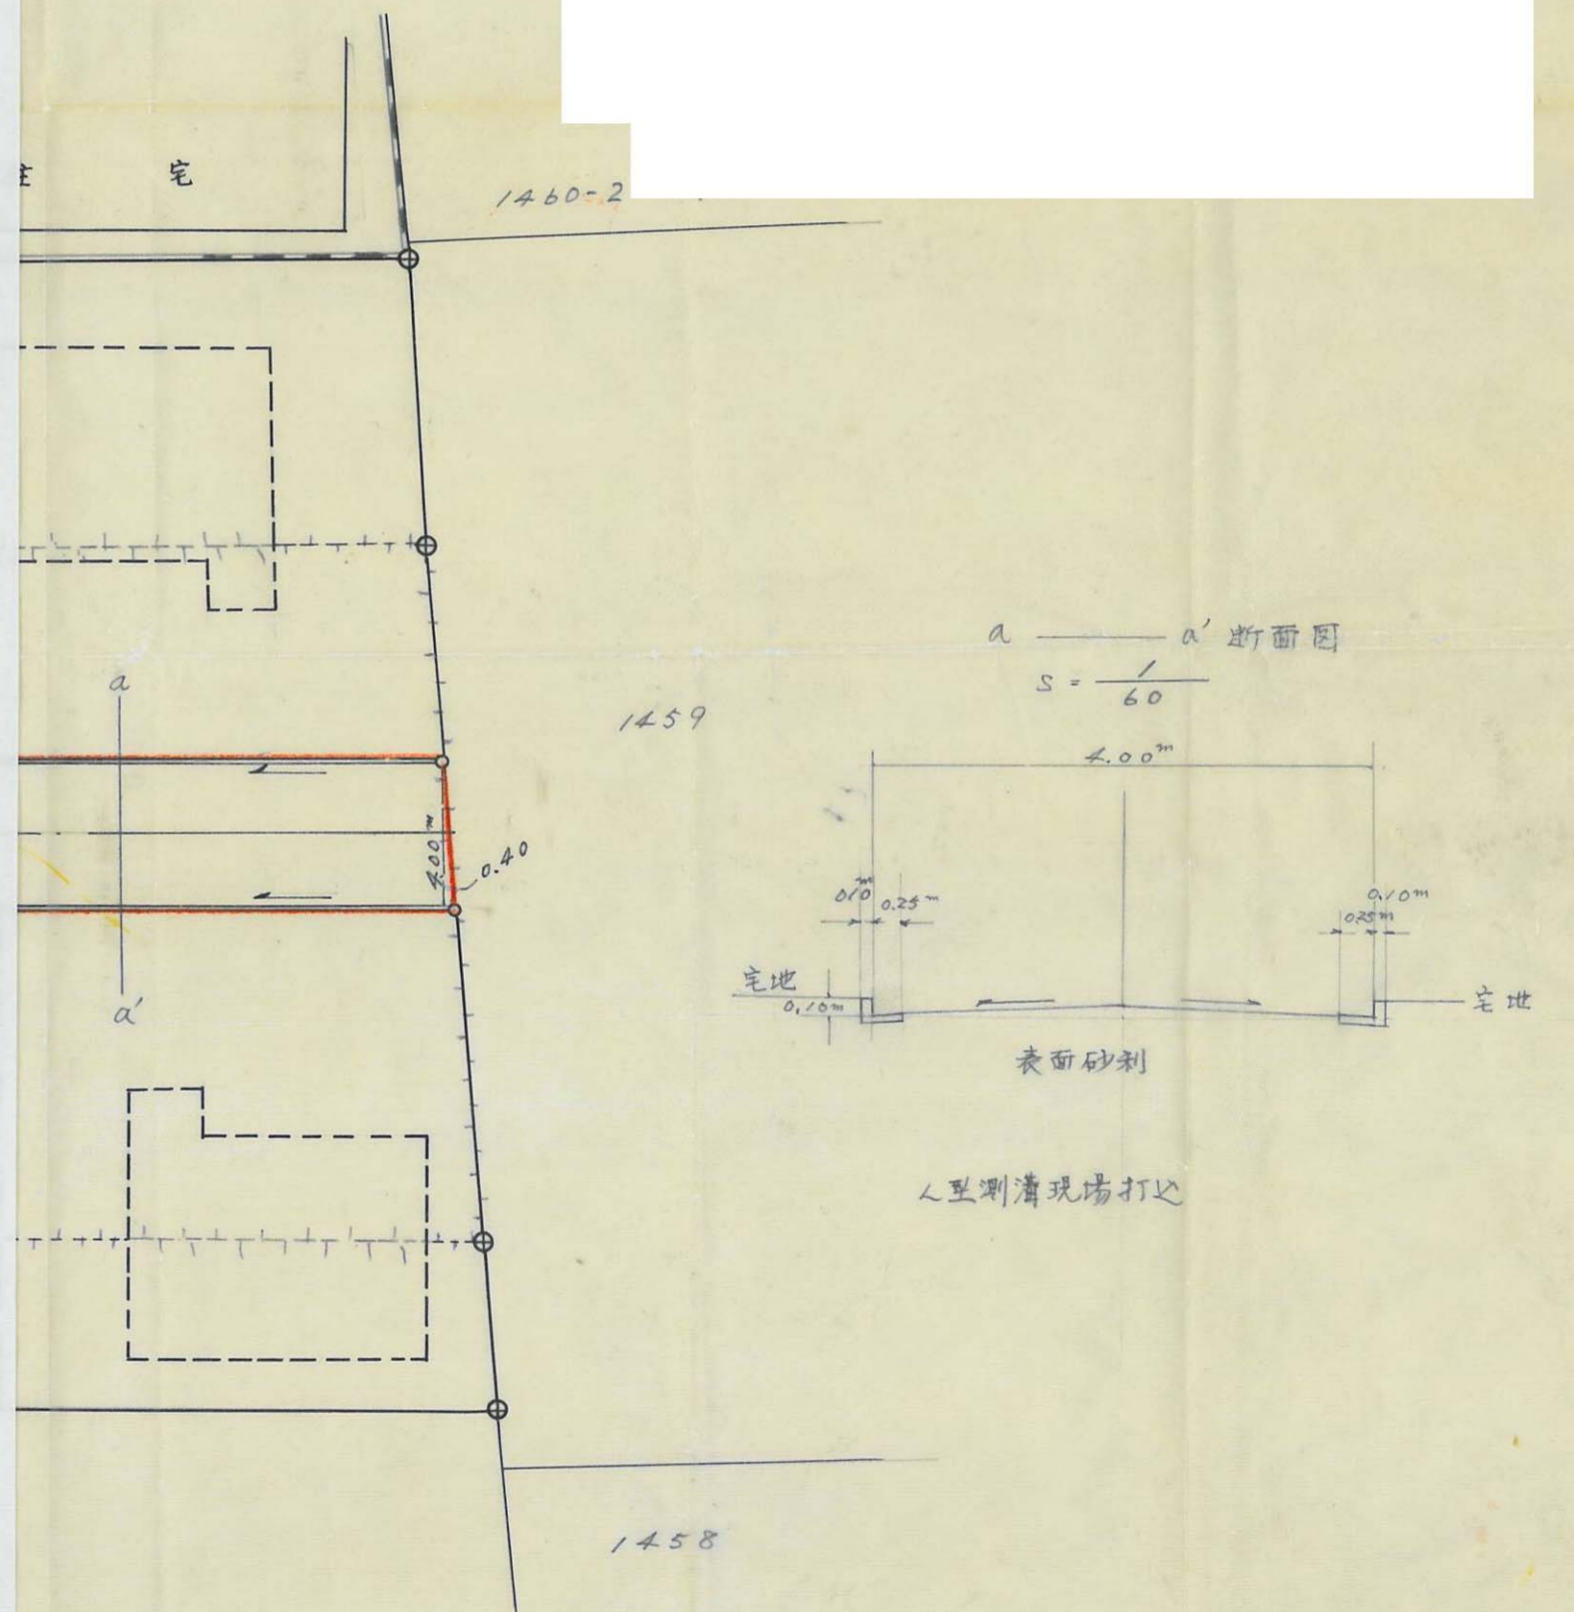 宅
1460-2
a ——— a' 断面図
S = 1/60
a
1459
4.00m
4.00m
0.40
0.10m
0.25m
0.10m
0.25m
宅地
0.10m
宅地
a'
表面砂利
L型測溝現場打込
1458